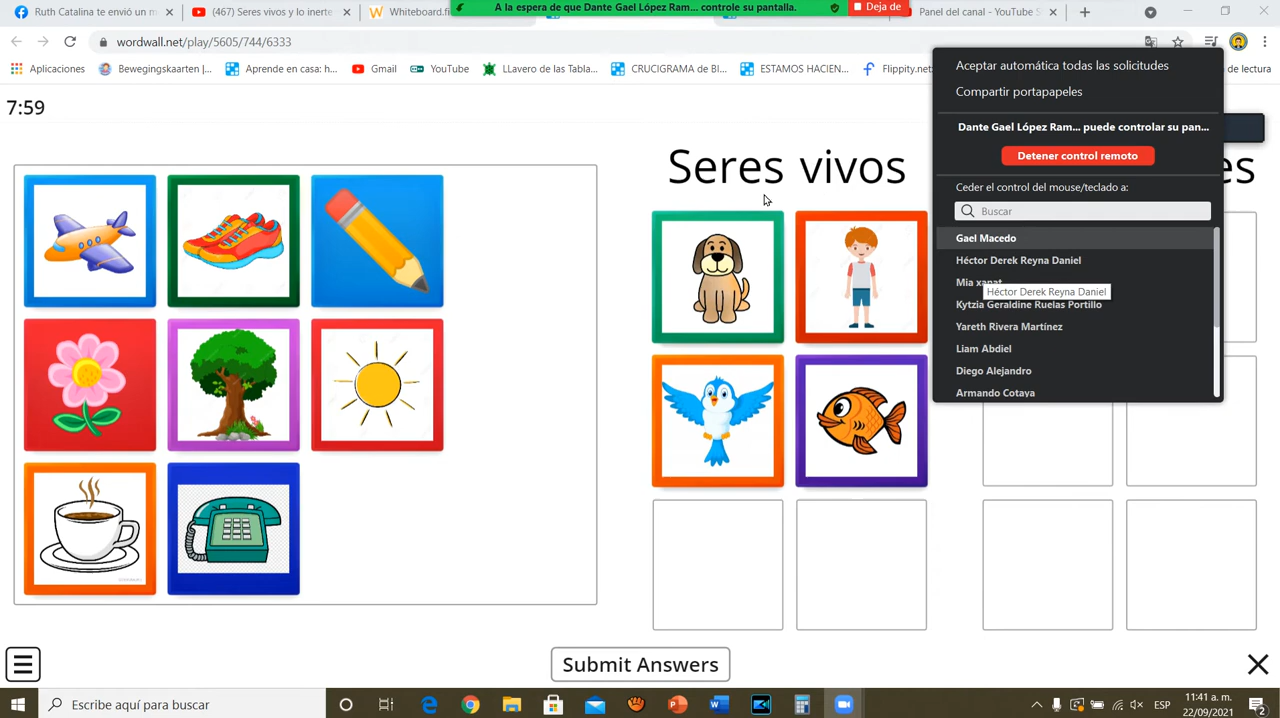 Ruth Catalina te envió un m
(467) Seres vivos y lo inerte
Whiteboard.fi
A la espera de que Dante Gael López Ram... controle su pantalla.
Deja de
Panel del canal - YouTube S
wordwall.net/play/5605/744/6333
Aplicaciones
Bewegingskaarten |...
Aprende en casa: h...
Gmail
YouTube
LLavero de las Tabla...
CRUCIGRAMA de BI...
ESTAMOS HACIEN...
Flippity.net
de lectura
7:59
Aceptar automática todas las solicitudes
Compartir portapapeles
Dante Gael López Ram... puede controlar su pan...
Detener control remoto
Ceder el control del mouse/teclado a:
Buscar
Gael Macedo
Héctor Derek Reyna Daniel
Mia xanat
Héctor Derek Reyna Daniel
Kytzia Geraldine Ruelas Portillo
Yareth Rivera Martínez
Liam Abdiel
Diego Alejandro
Armando Cotaya
Seres vivos
es
Submit Answers
Escribe aquí para buscar
ESP
11:41 a. m.
22/09/2021
2